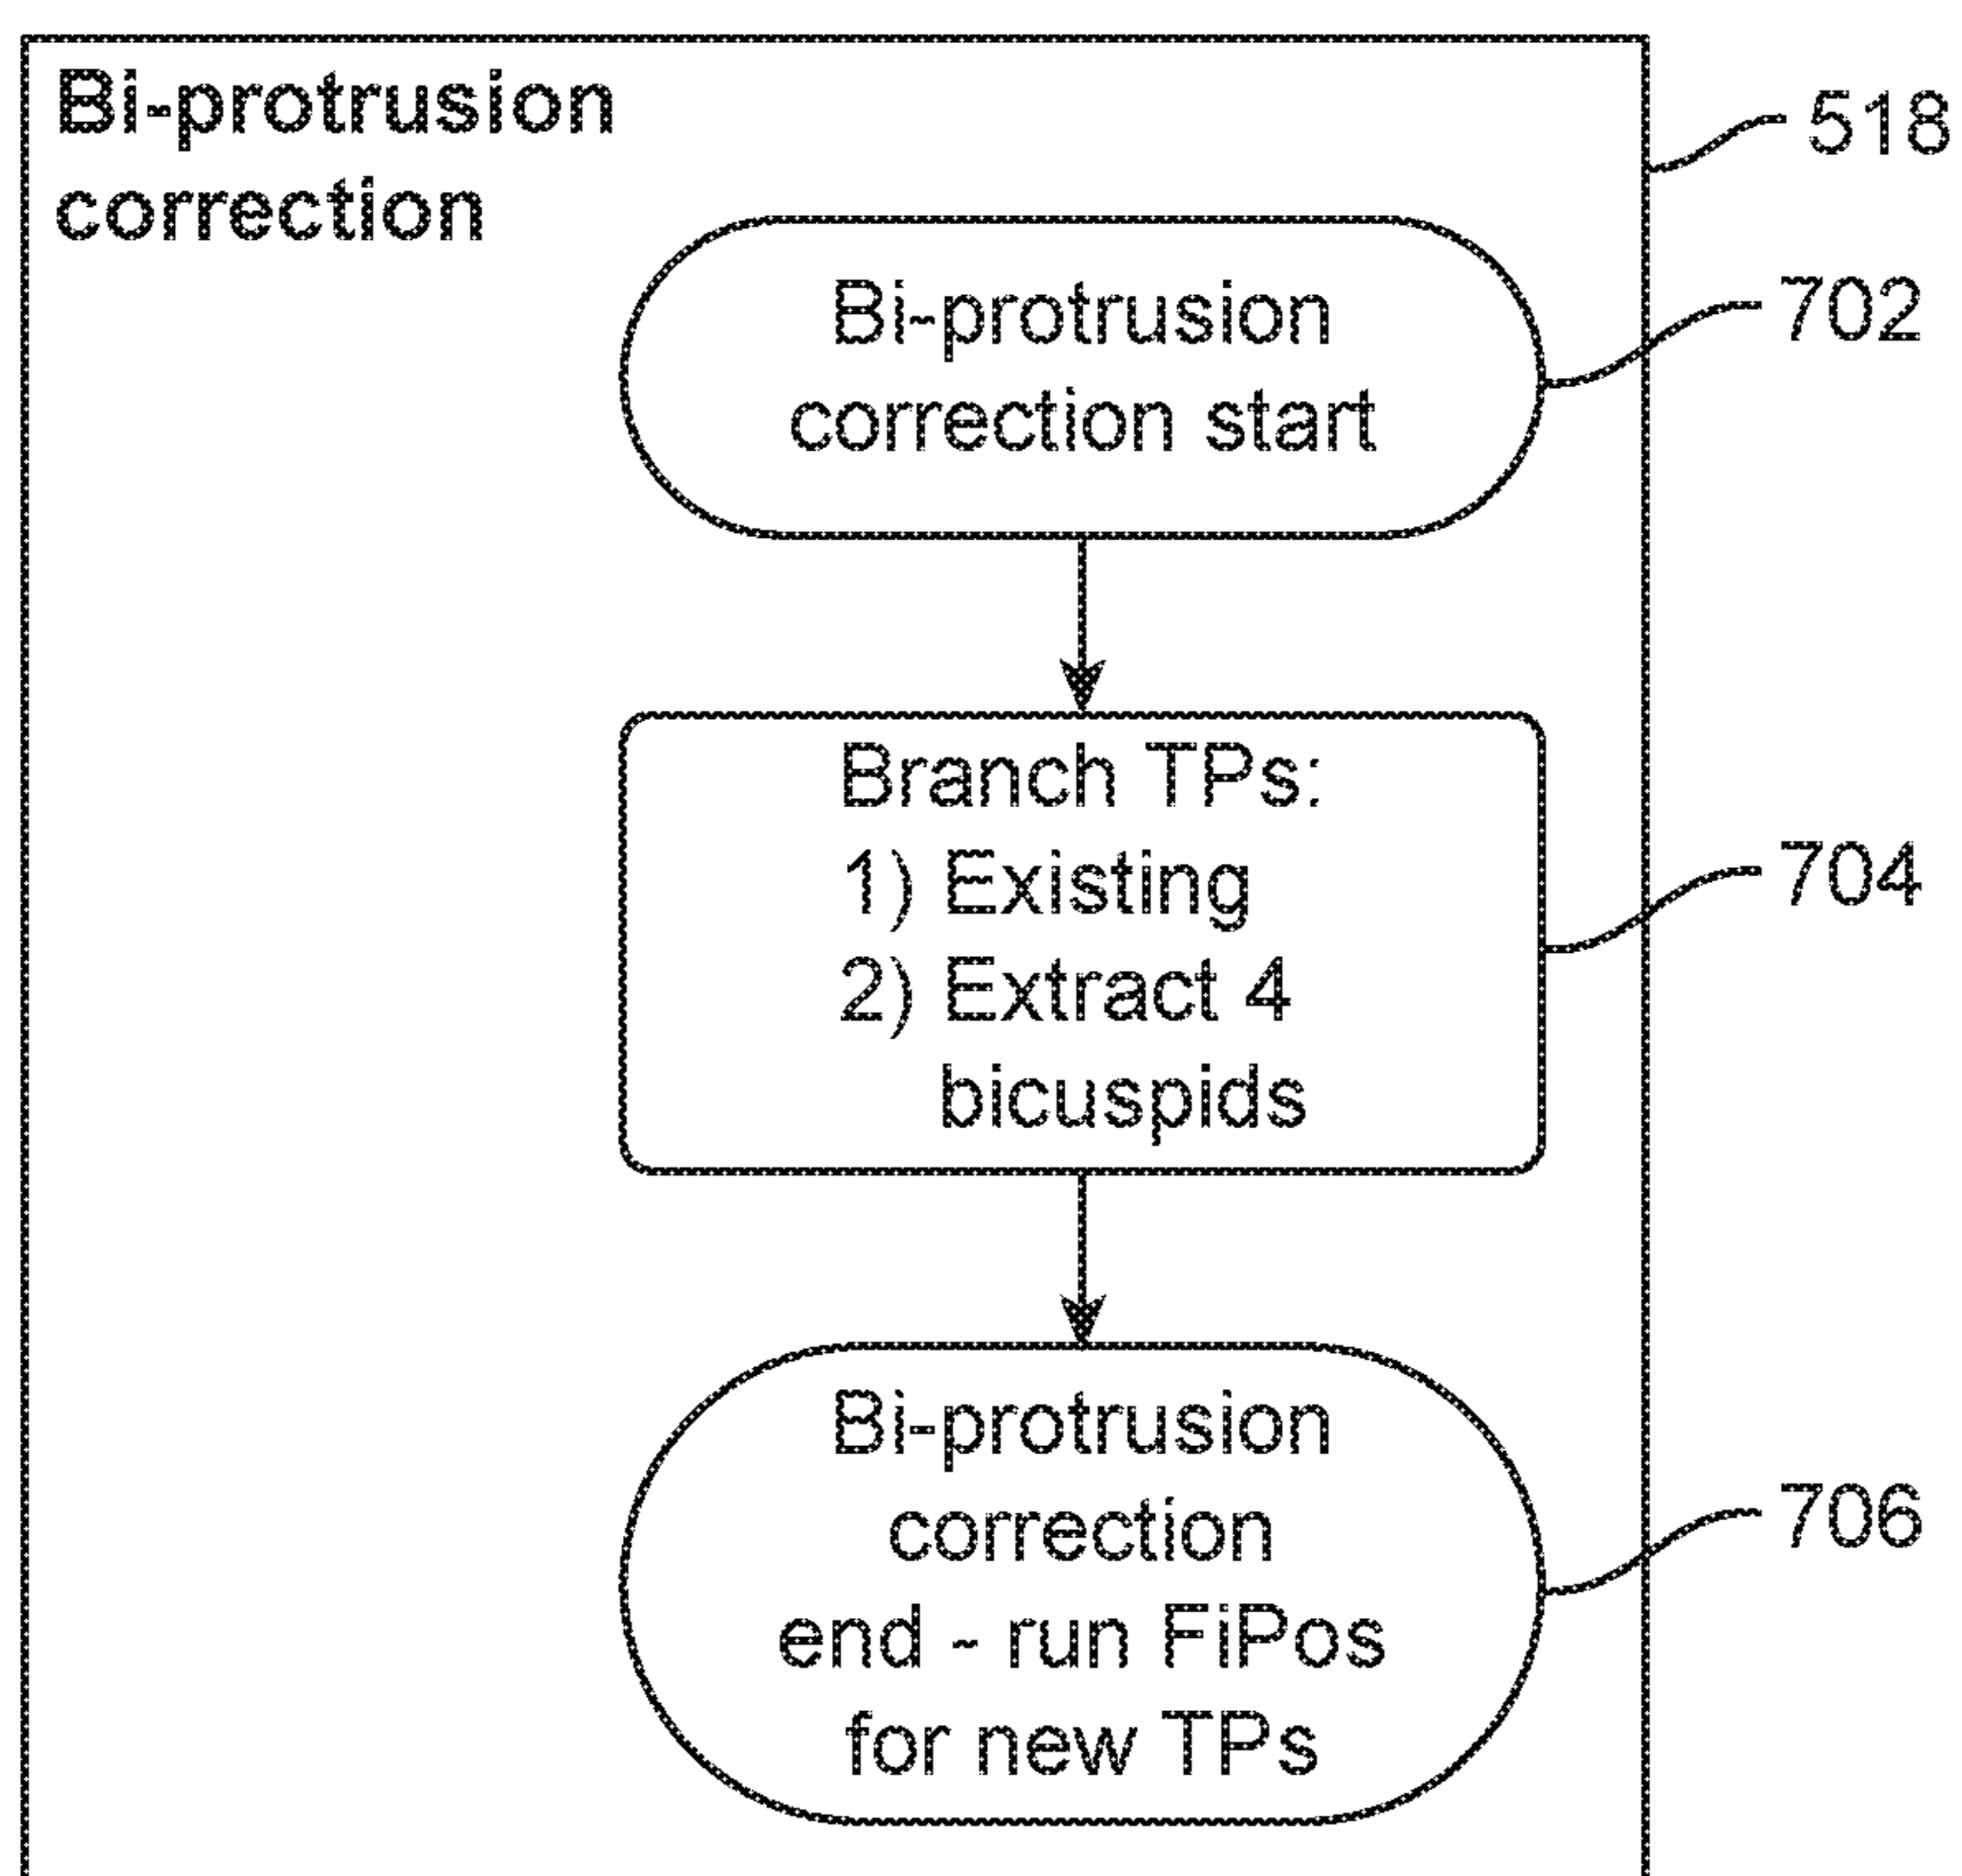 Bi-protrusion
correction
518
Bi-protrusion
correction start
702
Branch TPs:
1) Existing
2) Extract 4
bicuspids
704
Bi-protrusion
correction
end - run FiPos
for new TPs
706